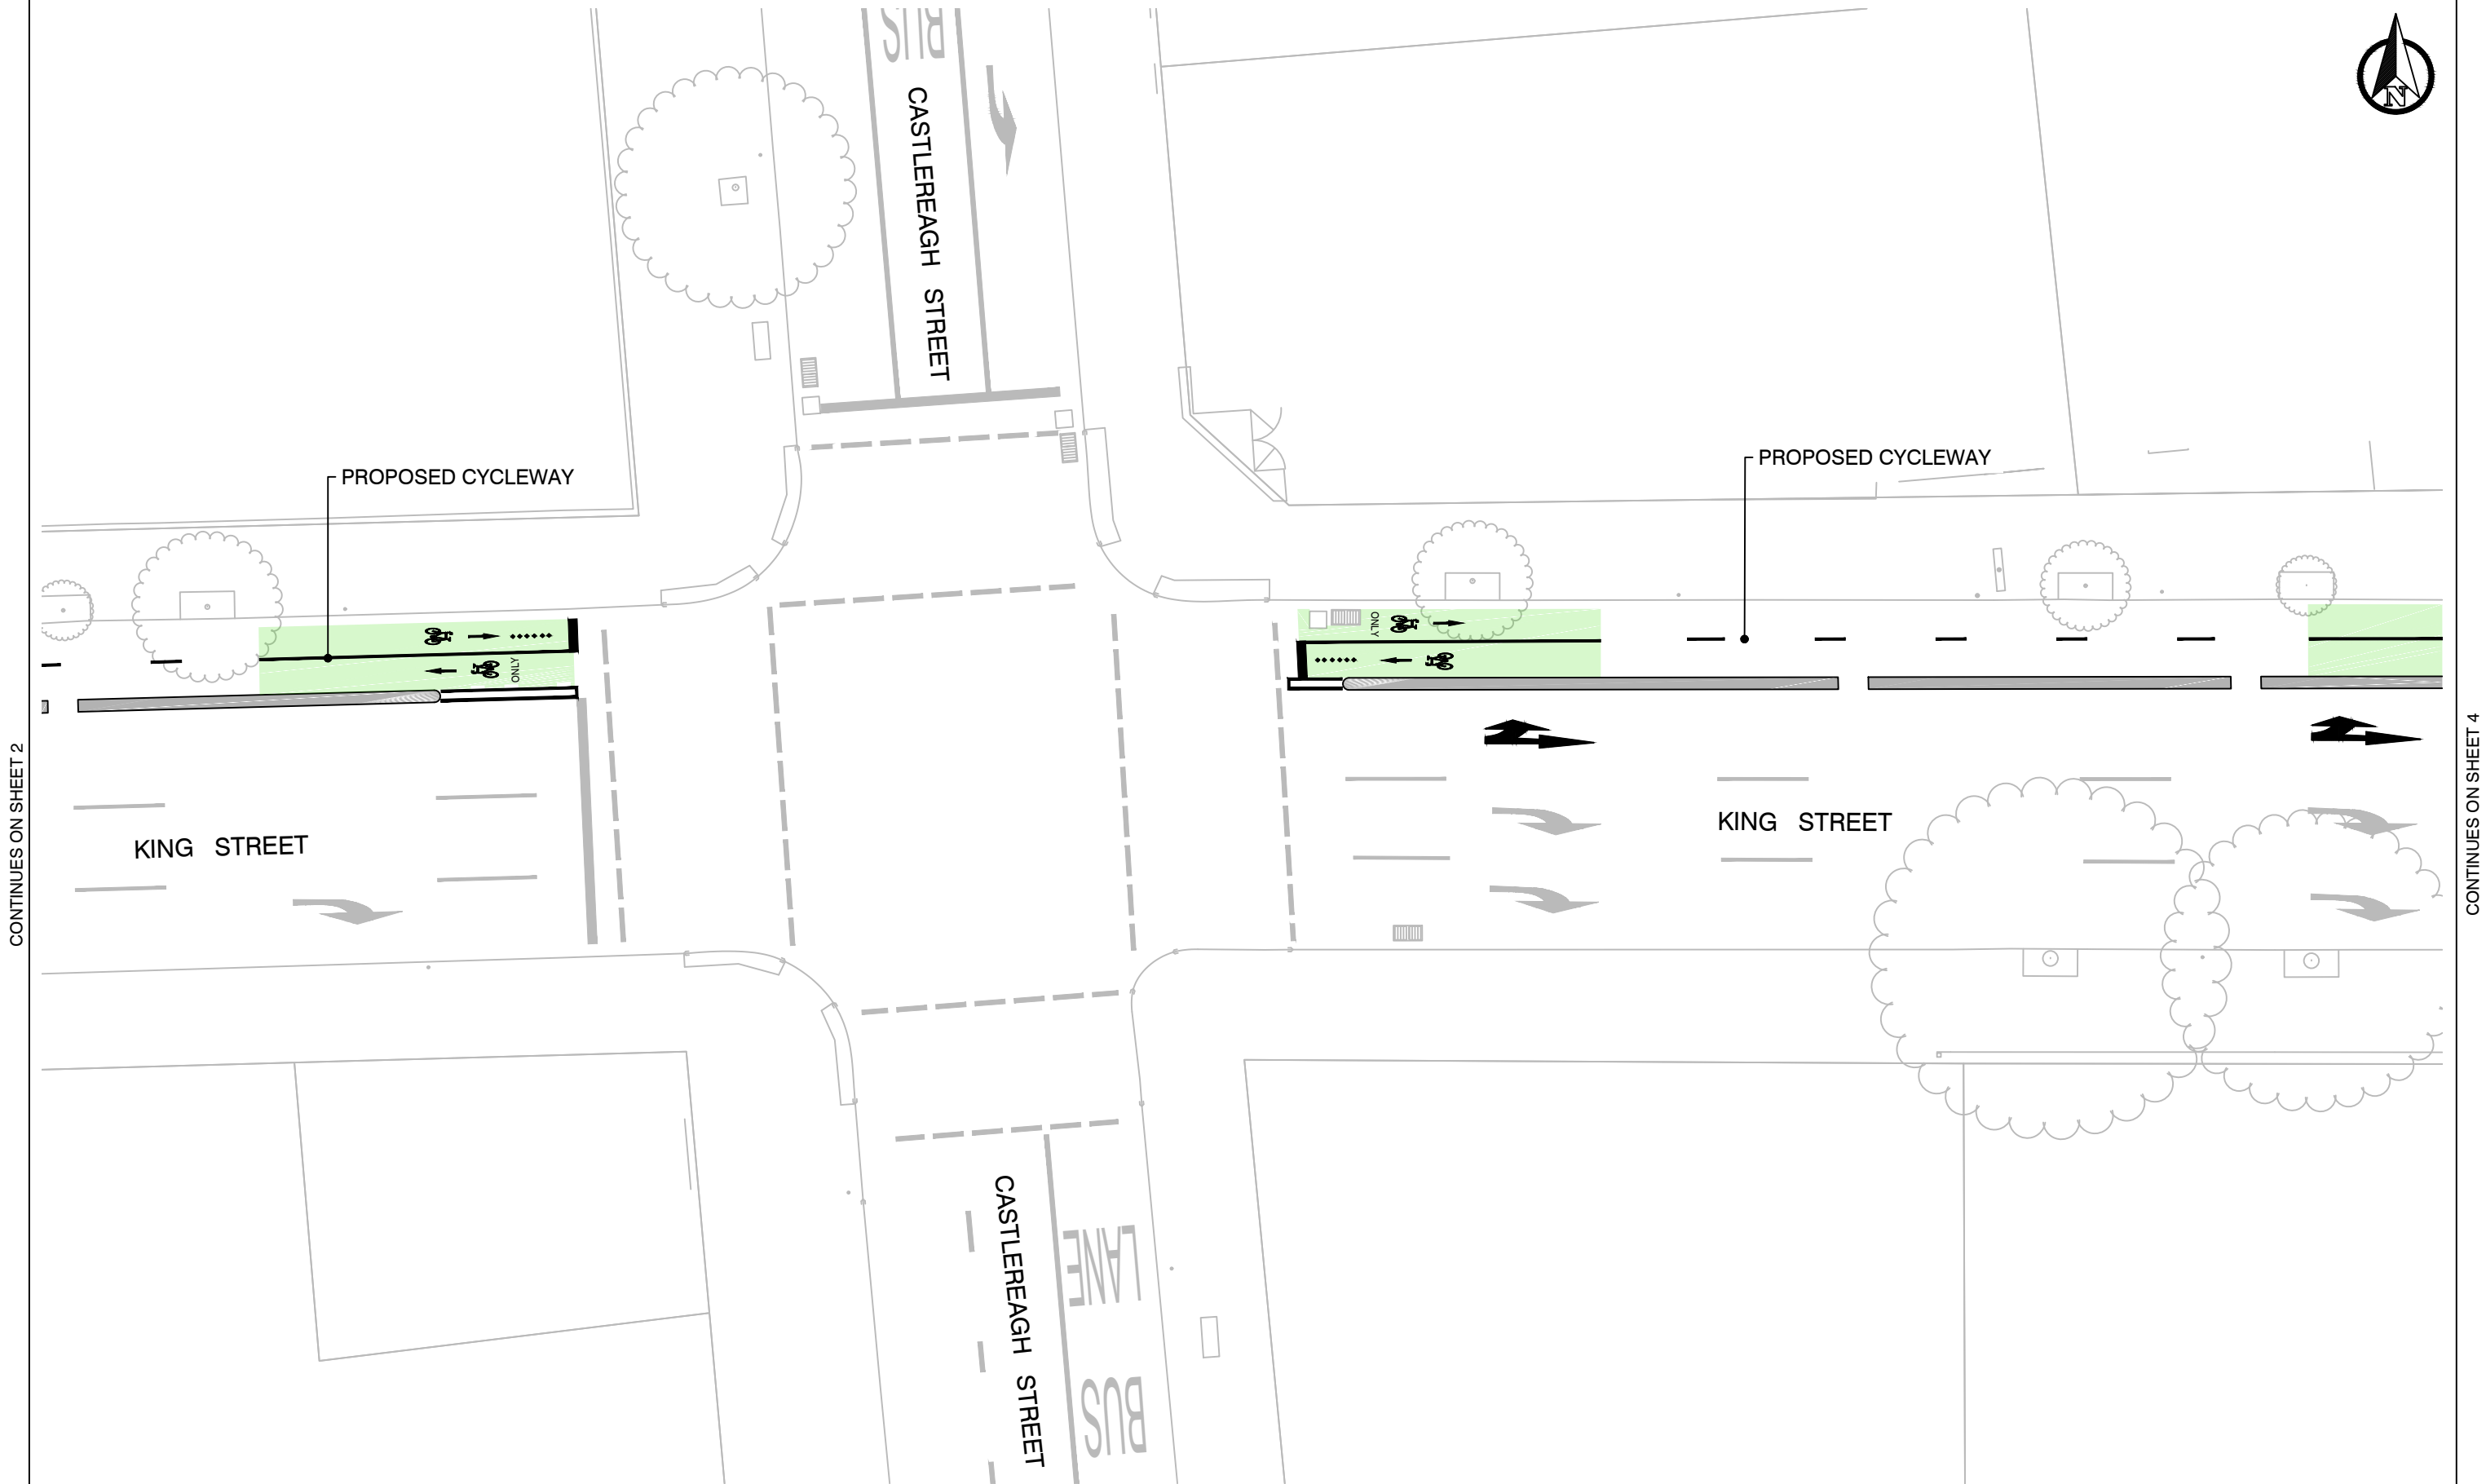 BUS
CASTLEREAGH STREET
N
PROPOSED CYCLEWAY
PROPOSED CYCLEWAY
ONLY
ONLY
CONTINUES ON SHEET 2
KING STREET
KING STREET
CONTINUES ON SHEET 4
CASTLEREAGH STREET
LANE
BUS